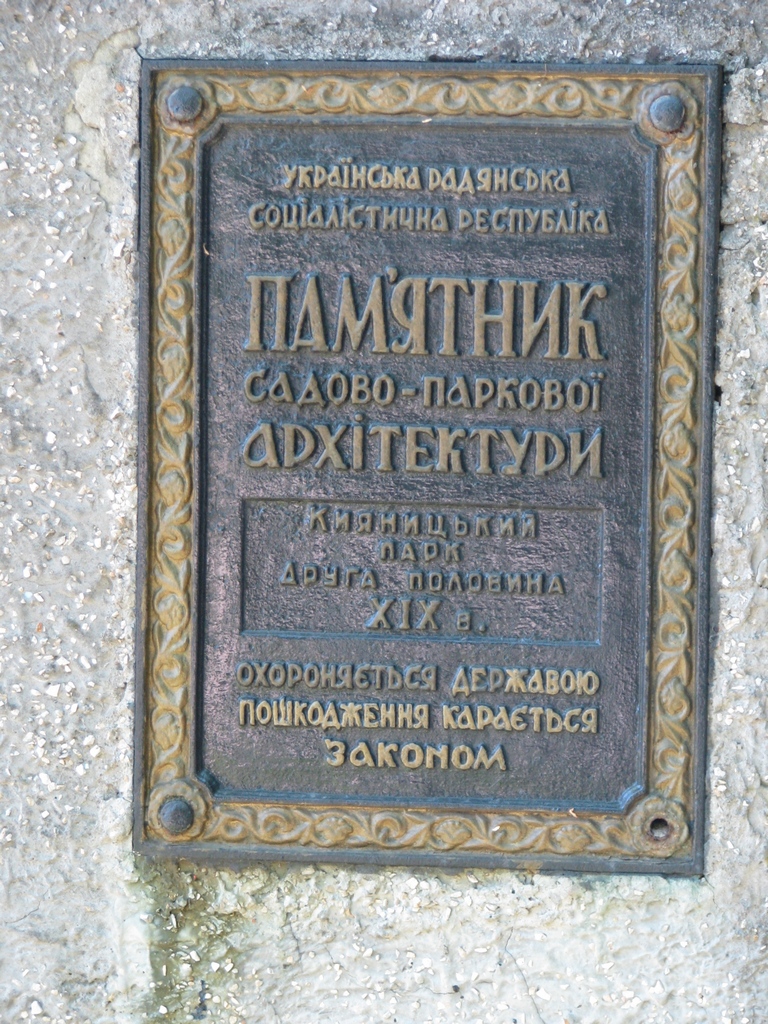 УКРАЇНСЬКА РАДЯНСЬКА
СОЦІАЛІСТИЧНА РЕСПУБЛІКА
ПАМ'ЯТНИК
САДОВО-ПАРКОВОЇ
АРХІТЕКТУРИ
КИЯНИЦЬКИЙ
ПАРК
ДРУГА ПОЛОВИНА
XIX в.
ОХОРОНЯЄТЬСЯ ДЕРЖАВОЮ
ПОШКОДЖЕННЯ КАРАЄТЬСЯ
ЗАКОНОМ